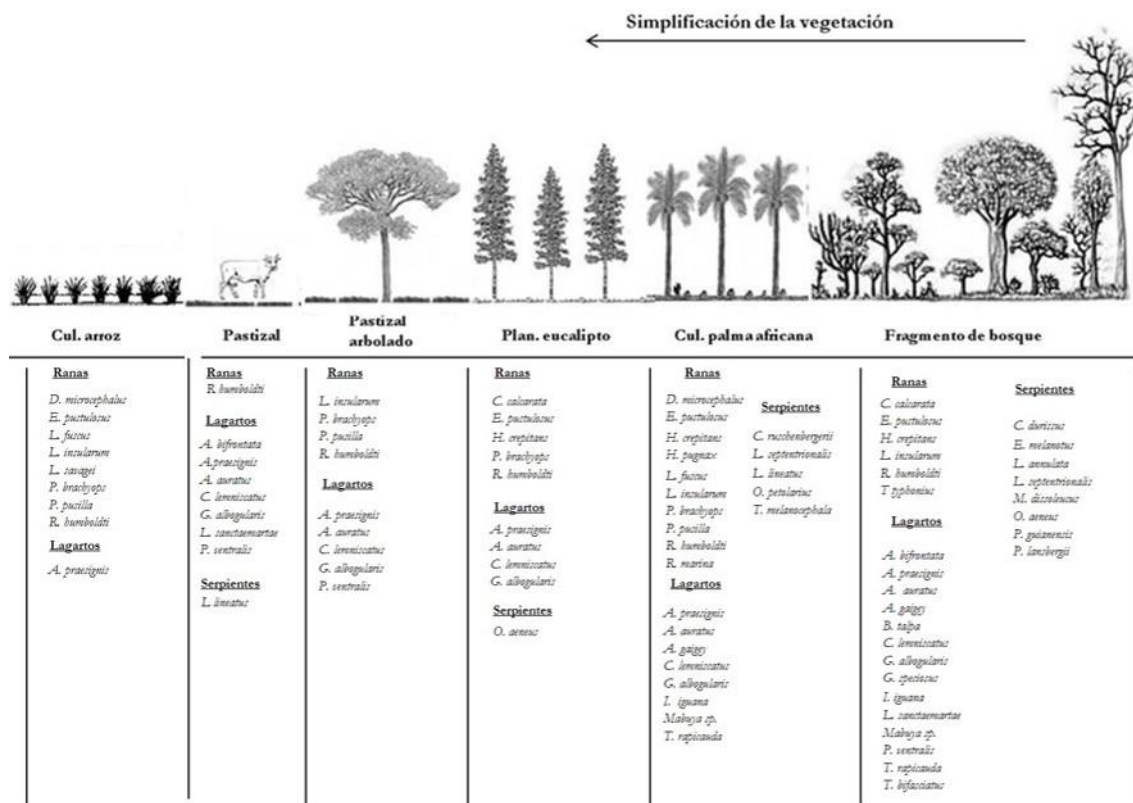 Simplificación de la vegetación
Cul. arroz
Ranas
D. microcephalus
E. pustulosus
L. fuscus
L. insularum
L. savagei
P. brachyops
P. pusilla
R. humboldti
Lagartos
A. praesignis
Pastizal
Ranas
R. humboldti
Lagartos
A. bifrontata
A.praesignis
A. auratus
C. lemniscatus
G. albogularis
L. sanctaemartae
P. ventralis
Serpientes
L. lineatus
Pastizal
arbolado
Ranas
L. insularum
P. brachyops
P. pusilla
R. humboldti
Lagartos
A. praesignis
A. auratus
C. lemniscatus
G. albogularis
P. ventralis
Plan. eucalipto
Ranas
C. calcarata
E. pustulosus
H. crepitans
P. brachyops
R. humboldti
Lagartos
A. praesignis
A. auratus
C. lemniscatus
G. albogularis
Serpientes
O. aeneus
Cul. palma africana
Ranas
D. microcephalus
E. pustulosus
H. crepitans
H. pugnax
L. fuscus
L. insularum
P. brachyops
P. pusilla
R. humboldti
R. marina
Lagartos
A. praesignis
A. auratus
A. gaigey
C. lemniscatus
G. albogularis
I. iguana
Mabuya sp.
T. rapicauda
Serpientes
C. ruschenbergerii
L. septentrionalis
L. lineatus
O. petolarius
T. melanocephala
Fragmento de bosque
Ranas
C. calcarata
E. pustulosus
H. crepitans
L. insularum
R. humboldti
T typhonius
Lagartos
A. bifrontata
A. praesignis
A. auratus
A. gaigey
B. talpa
C. lemniscatus
G. albogularis
G. speciosus
I. iguana
L. sanctaemartae
Mabuya sp.
P. ventralis
T. rapicauda
T. bifasciatus
Serpientes
C. durissus
E. melanotus
L. annulata
L. septentrionalis
M. dissoleucus
O. aeneus
P. guianensis
P. lansbergii